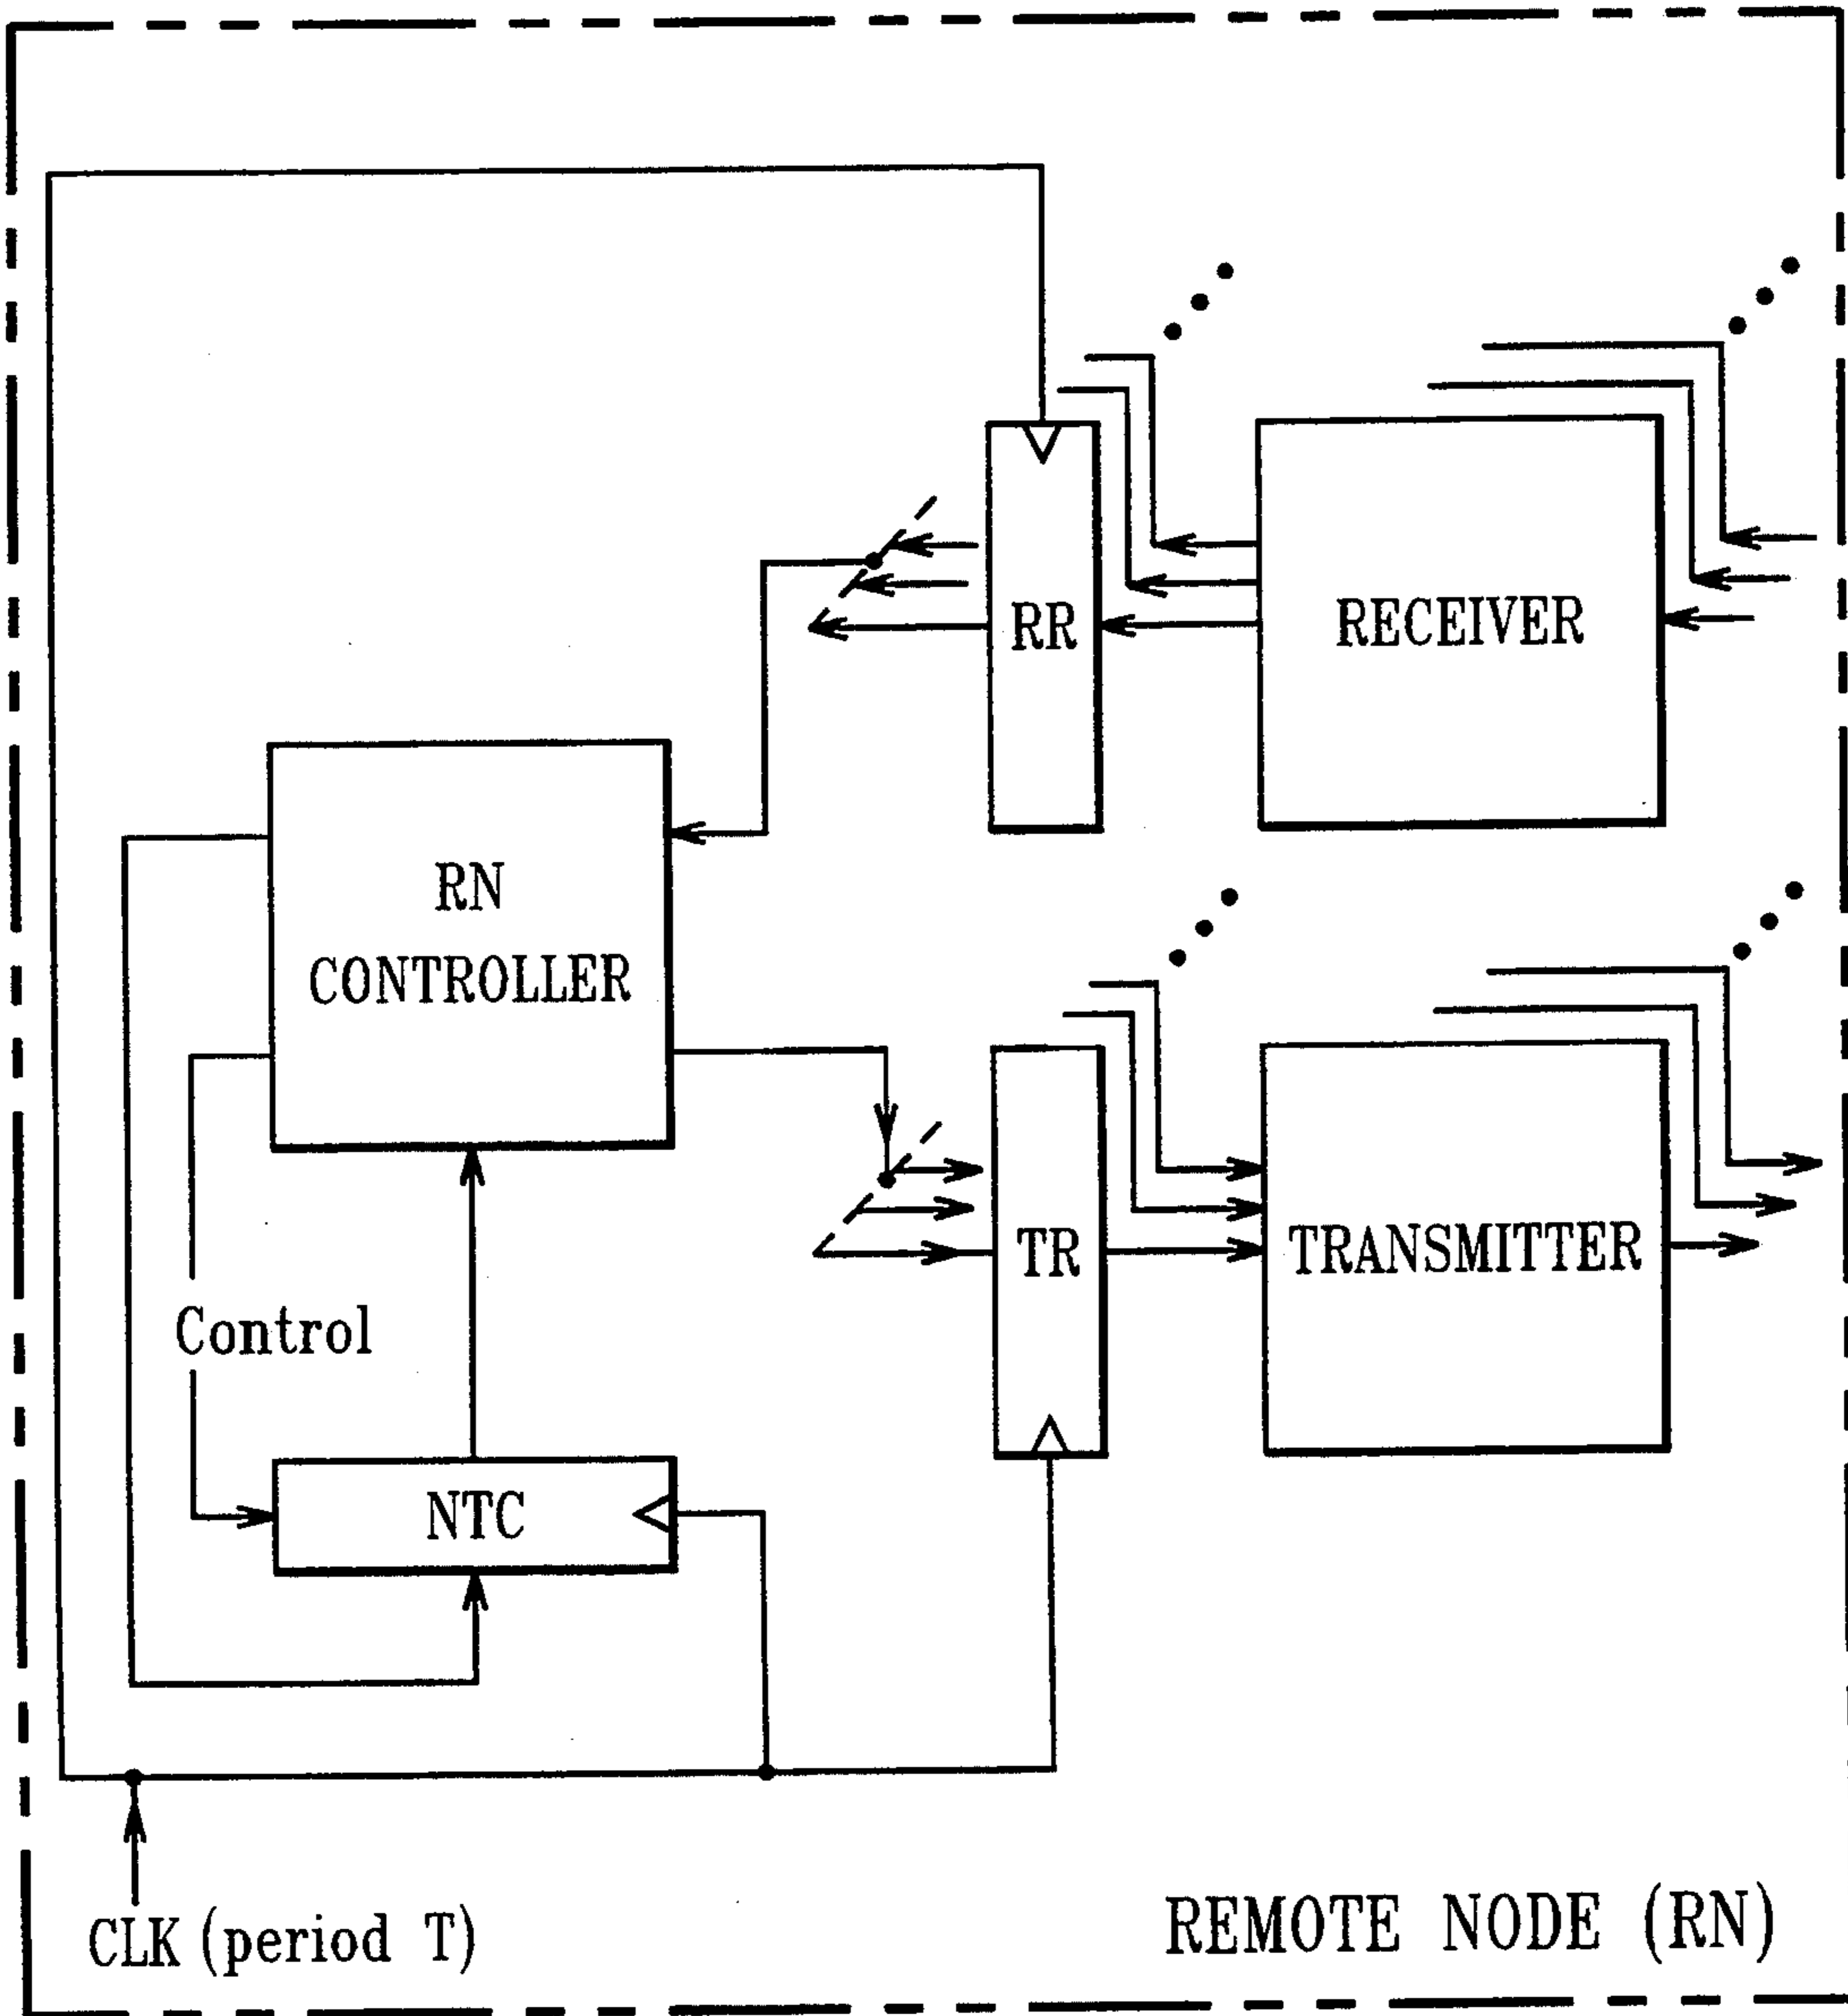 RR
RECEIVER
RN
CONTROLLER
TR
TRANSMITTER
Control
NTC
CLK (period T)
REMOTE NODE (RN)